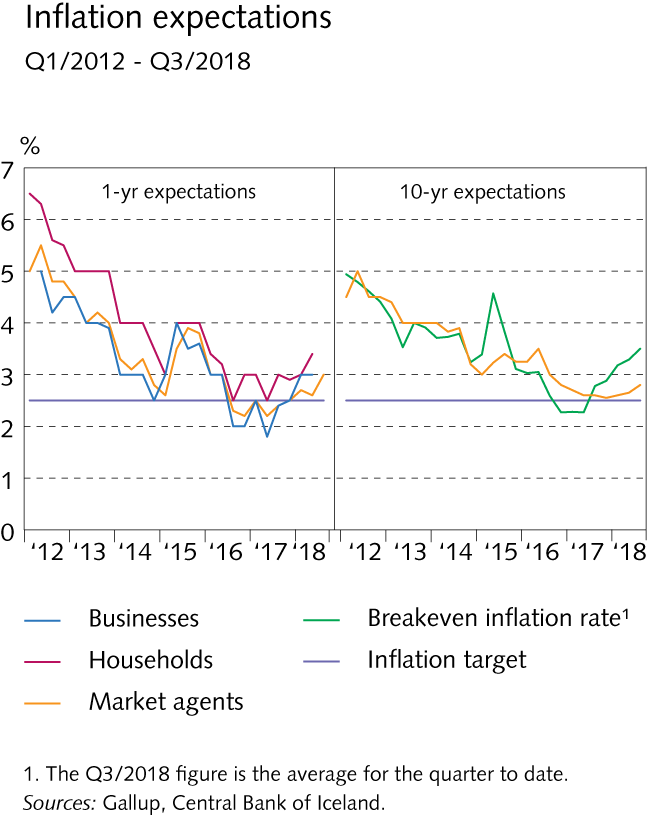 Inflation expectations
Q1/2012 - Q3/2018
%
7
6
5
4
3
2
1
0
1-yr expectations
10-yr expectations
‘12 ‘13 ‘14 ‘15 ‘16 ‘17 ‘18
‘12 ‘13 ‘14 ‘15 ‘16 ‘17 ‘18
Businesses
Households
Market agents
Breakeven inflation rate¹
Inflation target
1. The Q3/2018 figure is the average for the quarter to date.
Sources: Gallup, Central Bank of Iceland.